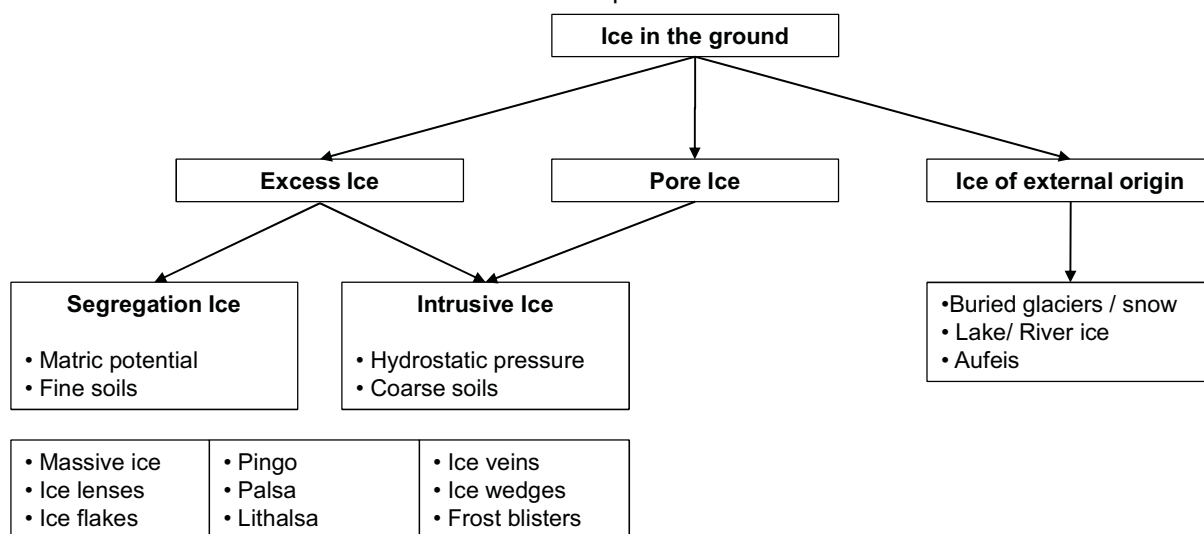 Ice in the ground
Excess Ice
Pore Ice
Ice of external origin
Segregation Ice
• Matric potential
• Fine soils
Intrusive Ice
• Hydrostatic pressure
• Coarse soils
•Buried glaciers / snow
• Lake/ River ice
• Aufeis
• Massive ice
• Ice lenses
• Ice flakes
• Pingo
• Palsa
• Lithalsa
• Ice veins
• Ice wedges
• Frost blisters